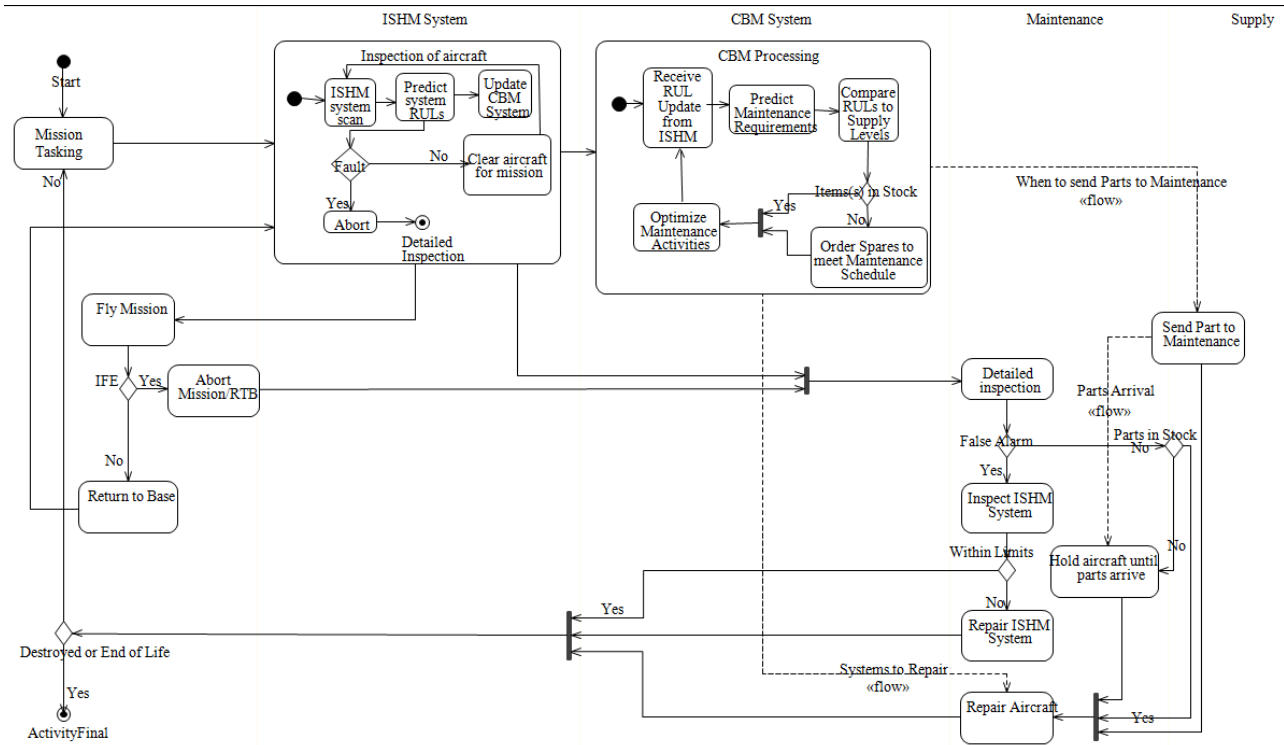 ISHM System
CBM System
Maintenance
Supply
Start
Mission
Tasking
No
Inspection of aircraft
ISHM
system
scan
Predict
system
RULs
Update
CBM
System
Fault
No
Clear aircraft
for mission
Yes
Abort
Detailed
Inspection
CBM Processing
Receive
RUL
Update
from
ISHM
Predict
Maintenance
Requirements
Compare
RULs to
Supply
Levels
Items(s) in Stock
Yes
No
Optimize
Maintenance
Activities
Order Spares to
meet Maintenance
Schedule
When to send Parts to Maintenance
«flow»
Fly Mission
IFE
Yes
Abort
Mission/RTB
No
Return to Base
Send Part to
Maintenance
Detailed
inspection
Parts Arrival
«flow»
False Alarm
No
Parts in Stock
Yes
Inspect ISHM
System
No
Within Limits
Hold aircraft until
parts arrive
Yes
No
Repair ISHM
System
Destroyed or End of Life
Systems to Repair
«flow»
Yes
Repair Aircraft
Yes
ActivityFinal